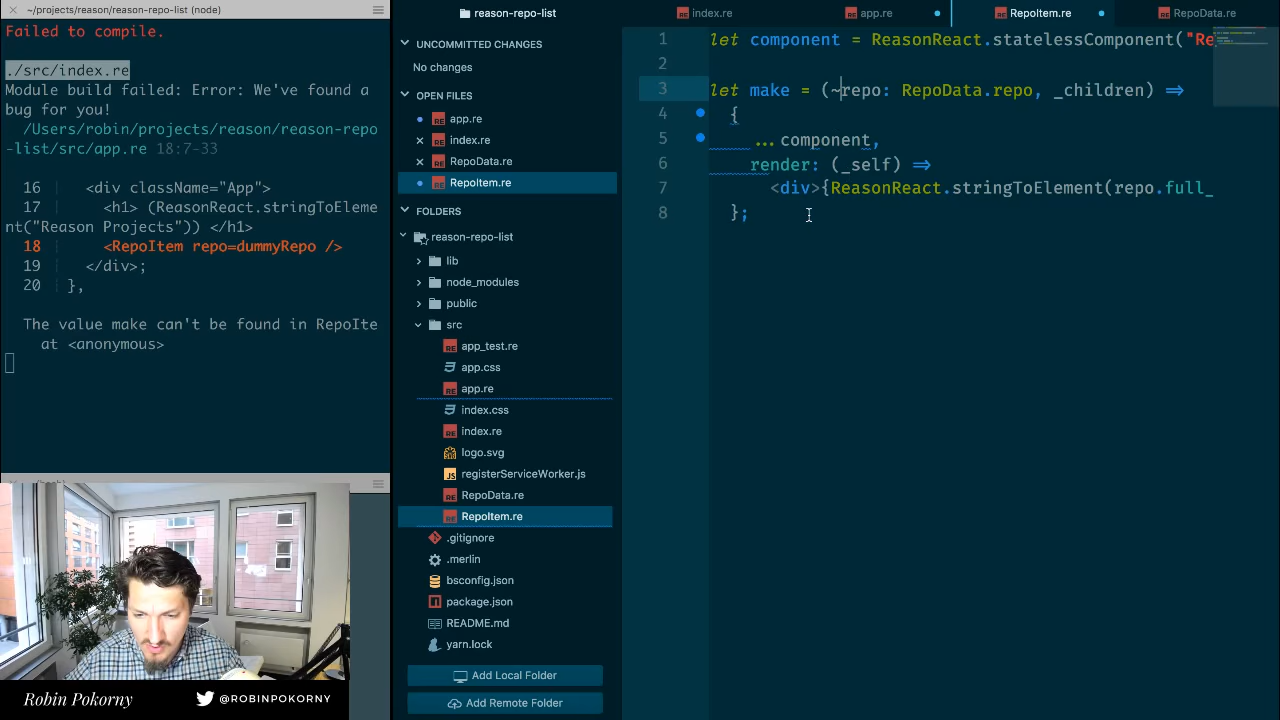 ~/projects/reason/reason-repo-list (node)
Failed to compile.
./src/index.re
Module build failed: Error: We've found a
bug for you!
/Users/robin/projects/reason/reason-repo
-list/src/app.re 18:7-33
16 <div className="App">
17 <h1> (ReasonReact.stringToEleme
nt("Reason Projects")) </h1>
18 <RepoItem repo=dummyRepo />
19 </div>;
20 },
The value make can't be found in RepoIte
at <anonymous>
Robin Pokorny
@ROBINPOKORNY
reason-repo-list
UNCOMMITTED CHANGES
No changes
OPEN FILES
app.re
index.re
RepoData.re
RepoItem.re
FOLDERS
reason-repo-list
lib
node_modules
public
src
app_test.re
app.css
app.re
index.css
index.re
logo.svg
registerServiceWorker.js
RepoData.re
RepoItem.re
.gitignore
.merlin
bsconfig.json
package.json
README.md
yarn.lock
Add Local Folder
Add Remote Folder
index.re
app.re
RepoItem.re
RepoData.re
1 let component = ReasonReact.statelessComponent("Re
2
3 let make = (~repo: RepoData.repo, _children) =>
4 {
5 ...component,
6 render: (_self) =>
7 <div>{ReasonReact.stringToElement(repo.full_
8 };